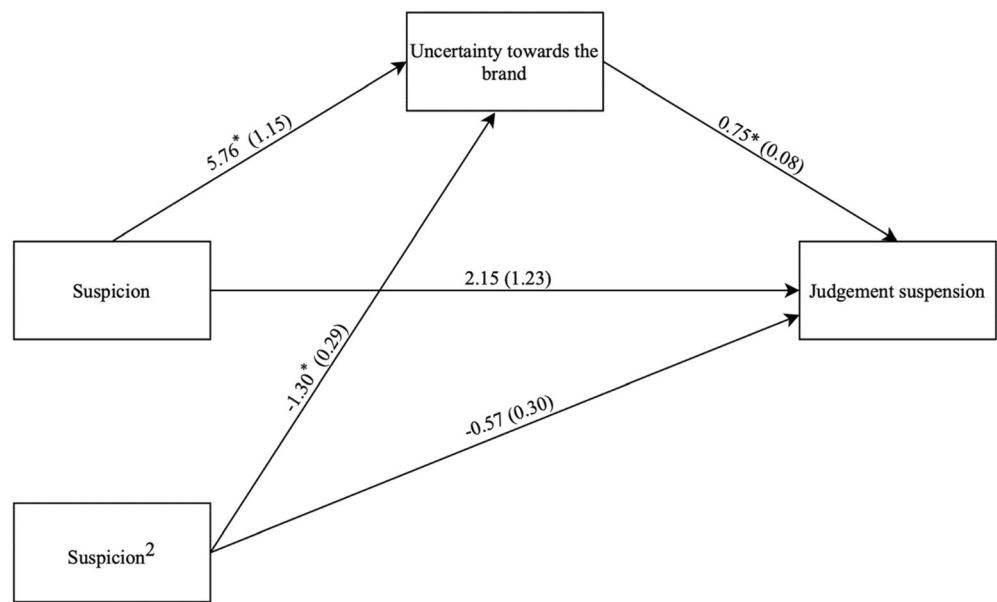 Uncertainty towards the
brand
5.76* (1.15)
0.75* (0.08)
Suspicion
2.15 (1.23)
Judgement suspension
-1.30* (0.29)
-0.57 (0.30)
Suspicion²